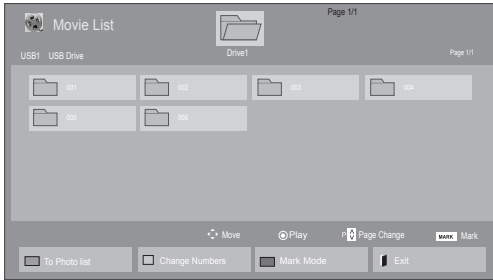 Page 1/1
Movie List
Drive1
USB1 USB Drive
Page 1/1
001 002 003 004
005 006
Move Play P Page Change MARK Mark
To Photo list Change Numbers Mark Mode Exit